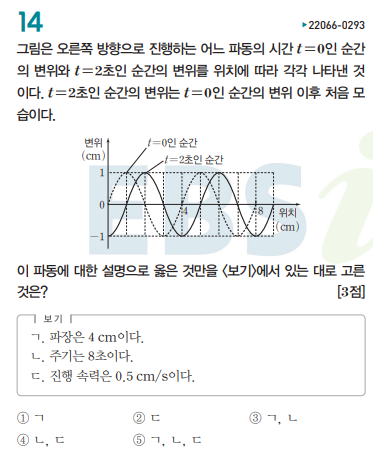 14
▶22066-0293
그림은 오른쪽 방향으로 진행하는 어느 파동의 시간 t=0인 순간
의 변위와 t=2초인 순간의 변위를 위치에 따라 각각 나타낸 것
이다. t=2초인 순간의 변위는 t=0인 순간의 변위 이후 처음 모
습이다.
변위
(cm)
t=0인 순간
t=2초인 순간
1
0
-1
4
8
위치
(cm)
EBSi
이 파동에 대한 설명으로 옳은 것만을 〈보기〉에서 있는 대로 고른
것은?
[3점]
보기
ㄱ. 파장은 4 cm이다.
ㄴ. 주기는 8초이다.
ㄷ. 진행 속력은 0.5 cm/s이다.
① ㄱ ② ㄷ ③ ㄱ, ㄴ
④ ㄴ, ㄷ ⑤ ㄱ, ㄴ, ㄷ